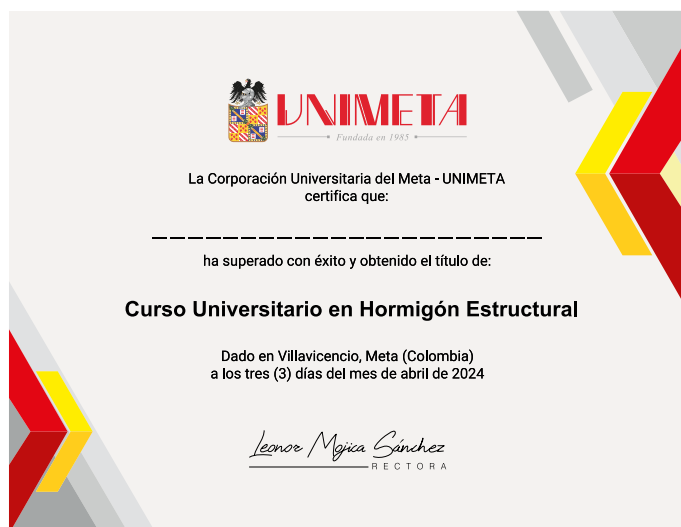 UNIMETA
Fundada en 1985
La Corporación Universitaria del Meta - UNIMETA
certifica que:
ha superado con éxito y obtenido el título de:
Curso Universitario en Hormigón Estructural
Dado en Villavicencio, Meta (Colombia)
a los tres (3) días del mes de abril de 2024
Leonor Mojica Sánchez
RECTORA